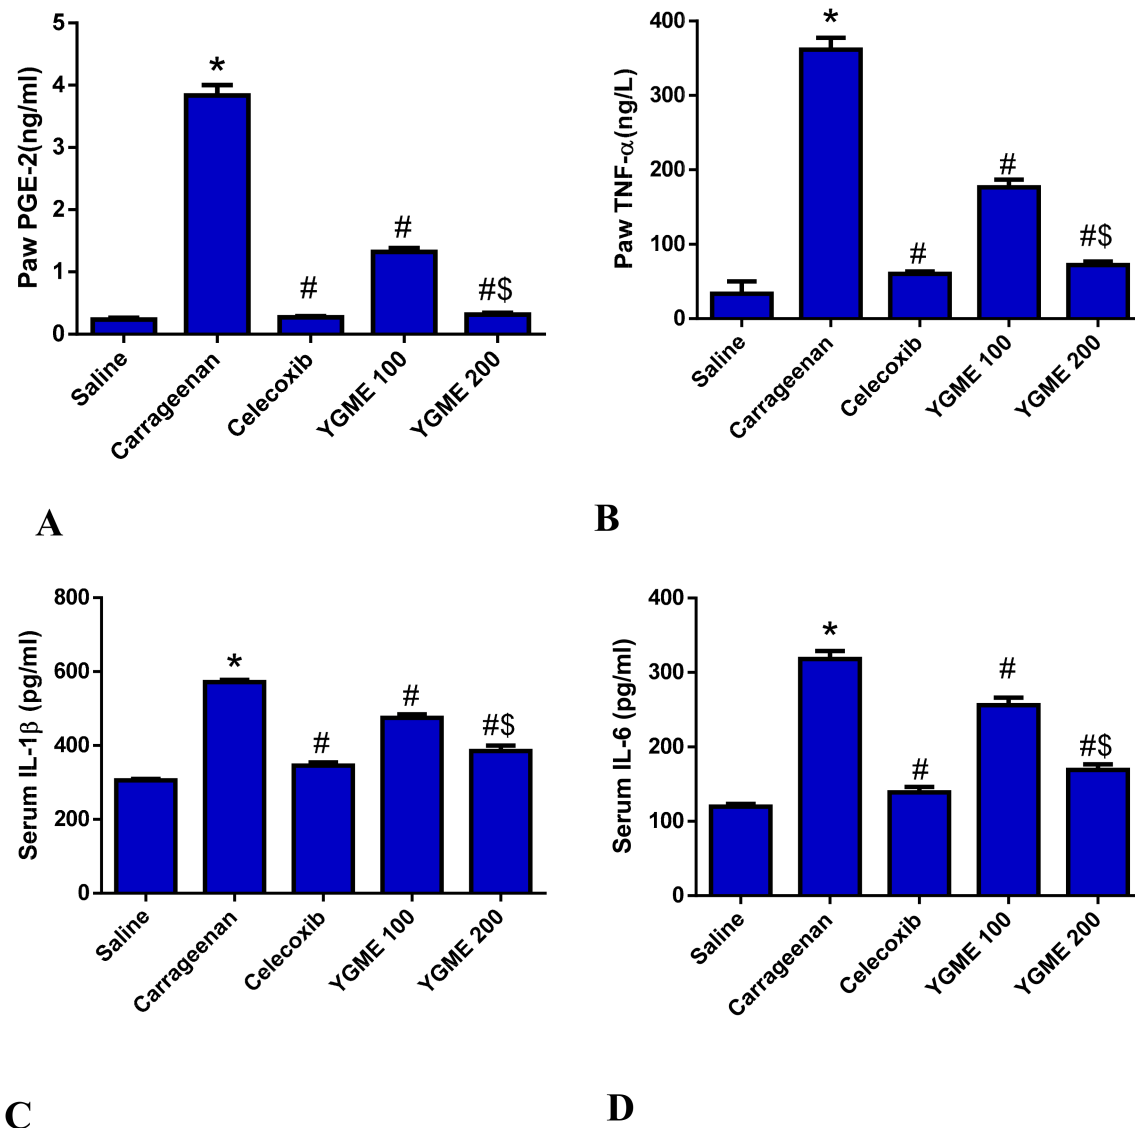 Paw PGE-2(ng/ml)
5
4
3
2
1
0
*
#
#
#$
Saline
Carrageenan
Celecoxib
YGME 100
YGME 200
A
Paw TNF-α(ng/L)
400
300
200
100
0
*
#
#
#$
Saline
Carrageenan
Celecoxib
YGME 100
YGME 200
B
Serum IL-1β (pg/ml)
800
600
400
200
0
*
#
#
#$
Saline
Carrageenan
Celecoxib
YGME 100
YGME 200
C
Serum IL-6 (pg/ml)
400
300
200
100
0
*
#
#
#$
Saline
Carrageenan
Celecoxib
YGME 100
YGME 200
D